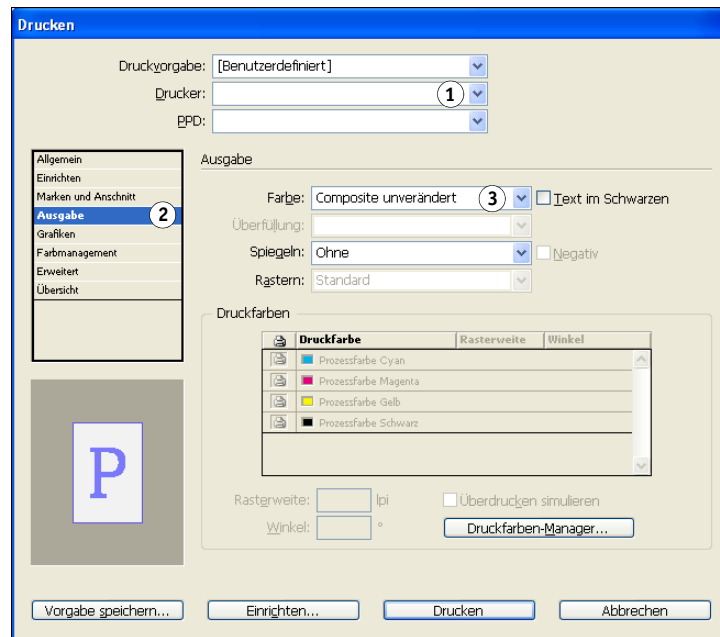 Drucken
Druckvorgabe: [Benutzerdefiniert]
Drucker: 1
PPD:
Allgemein
Einrichten
Marken und Anschnitt
Ausgabe 2
Grafiken
Farbmanagement
Erweitert
Übersicht
Ausgabe
Farbe: Composite unverändert 3 Text im Schwarzen
Überfüllung:
Spiegeln: Ohne Negativ
Rastern: Standard
Druckfarben
Druckfarbe Rasterweite Winkel
Prozessfarbe Cyan
Prozessfarbe Magenta
Prozessfarbe Gelb
Prozessfarbe Schwarz
P
Rasterweite: lpi Überdrucken simulieren
Winkel: ° Druckfarben-Manager...
Vorgabe speichern... Einrichten... Drucken Abbrechen